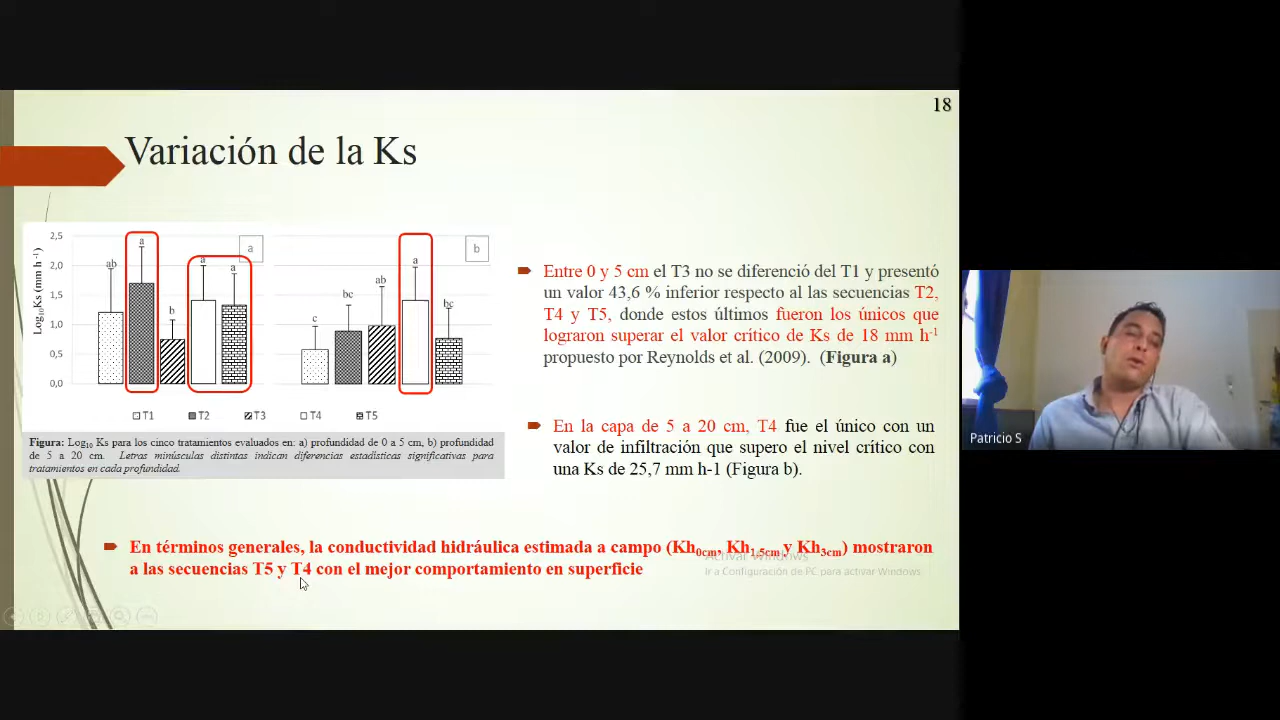 18
Variación de la Ks
2,5
2,0
1,5
1,0
0,5
0,0
Log10Ks (mm h -1)
ab
a
b
a
a
a
c
bc
ab
a
bc
b
T1
T2
T3
T4
T5
Figura: Log10 Ks para los cinco tratamientos evaluados en: a) profundidad de 0 a 5 cm, b) profundidad
de 5 a 20 cm. Letras minúsculas distintas indican diferencias estadísticas significativas para
tratamientos en cada profundidad.
Entre 0 y 5 cm el T3 no se diferenció del T1 y presentó
un valor 43,6 % inferior respecto al las secuencias T2,
T4 y T5, donde estos últimos fueron los únicos que
lograron superar el valor crítico de Ks de 18 mm h-1
propuesto por Reynolds et al. (2009). (Figura a)
En la capa de 5 a 20 cm, T4 fue el único con un
valor de infiltración que supero el nivel crítico con
una Ks de 25,7 mm h-1 (Figura b).
En términos generales, la conductividad hidráulica estimada a campo (Kh0cm, Kh1,5cm y Kh3cm) mostraron
a las secuencias T5 y T4 con el mejor comportamiento en superficie
Activar Windows
Ir a Configuración de PC para activar Windows.
Patricio S